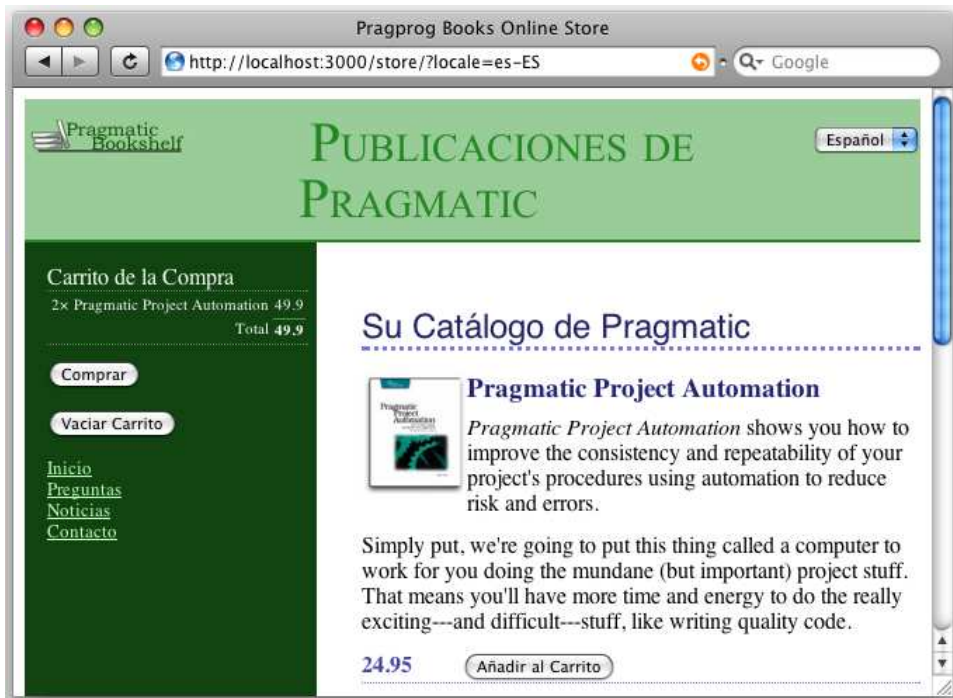 Pragprog Books Online Store
http://localhost:3000/store/?locale=es-ES
Google
Pragmatic
Bookshelf
PUBLICACIONES DE
PRAGMATIC
Español
Carrito de la Compra
2× Pragmatic Project Automation 49.9
Total 49.9
Comprar
Vaciar Carrito
Inicio
Preguntas
Noticias
Contacto
Su Catálogo de Pragmatic
Pragmatic
Project
Automation
Pragmatic Project Automation
Pragmatic Project Automation shows you how to
improve the consistency and repeatability of your
project's procedures using automation to reduce
risk and errors.
Simply put, we're going to put this thing called a computer to
work for you doing the mundane (but important) project stuff.
That means you'll have more time and energy to do the really
exciting---and difficult---stuff, like writing quality code.
24.95 Añadir al Carrito